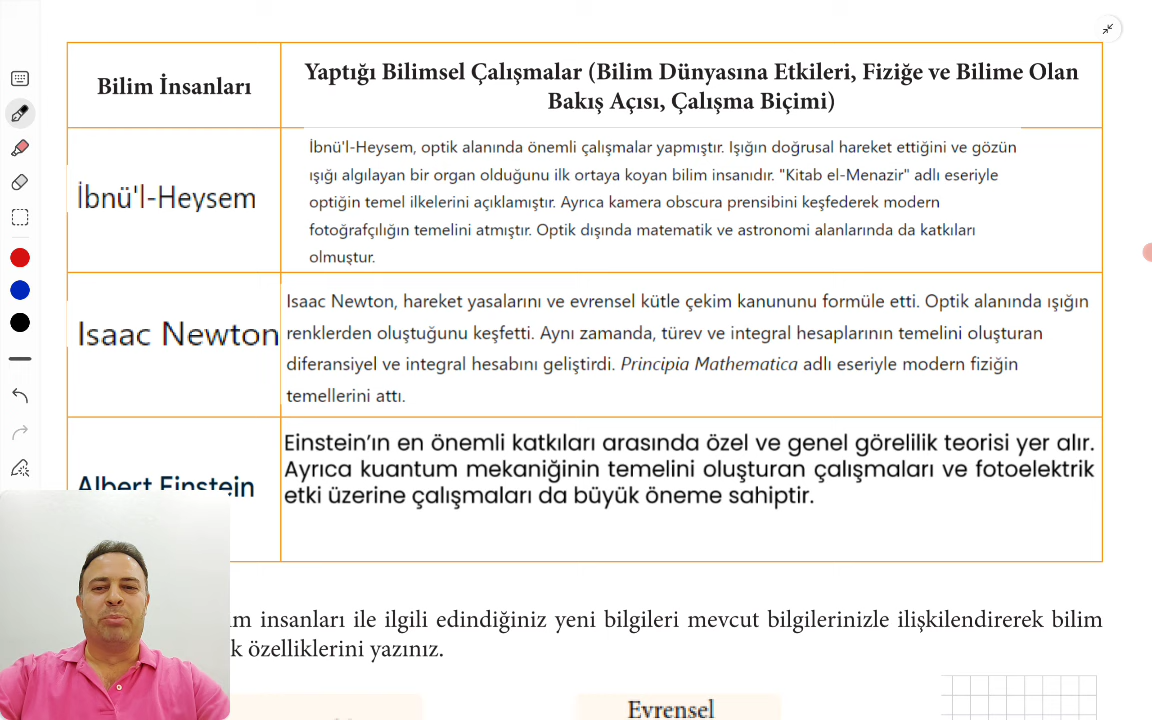 Bilim İnsanları
Yaptığı Bilimsel Çalışmalar (Bilim Dünyasına Etkileri, Fiziğe ve Bilime Olan
Bakış Açısı, Çalışma Biçimi)
İbnü'l-Heysem
İbnü'l-Heysem, optik alanında önemli çalışmalar yapmıştır. Işığın doğrusal hareket ettiğini ve gözün
ışığı algılayan bir organ olduğunu ilk ortaya koyan bilim insanıdır. "Kitab el-Menazir" adlı eseriyle
optiğin temel ilkelerini açıklamıştır. Ayrıca kamera obscura prensibini keşfederek modern
fotoğrafçılığın temelini atmıştır. Optik dışında matematik ve astronomi alanlarında da katkıları
olmuştur.
Isaac Newton
Isaac Newton, hareket yasalarını ve evrensel kütle çekim kanununu formüle etti. Optik alanında ışığın
renklerden oluştuğunu keşfetti. Aynı zamanda, türev ve integral hesaplarının temelini oluşturan
diferansiyel ve integral hesabını geliştirdi. Principia Mathematica adlı eseriyle modern fiziğin
temellerini attı.
Albert Einstein
Einstein’ın en önemli katkıları arasında özel ve genel görelilik teorisi yer alır.
Ayrıca kuantum mekaniğinin temelini oluşturan çalışmaları ve fotoelektrik
etki üzerine çalışmaları da büyük öneme sahiptir.
insanları ile ilgili edindiğiniz yeni bilgileri mevcut bilgilerinizle ilişkilendirerek bilim
özelliklerini yazınız.
Evrensel